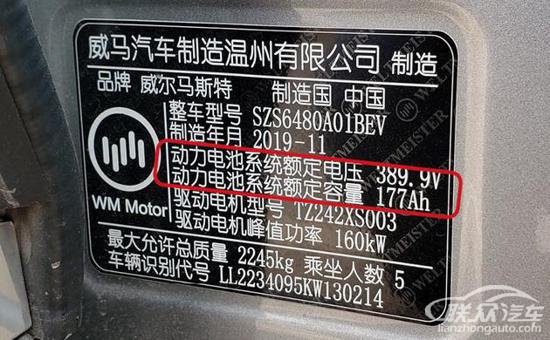 威马汽车制造温州有限公司 制造
品牌 威尔马斯特 制造国 中国
整车型号 SZS6480A01BEV
制造年月 2019-11
动力电池系统额定电压 389.9V
动力电池系统额定容量 177Ah
驱动电机型号 TZ242XS003
驱动电机峰值功率 160kW
WM Motor
最大允许总质量 2245kg 乘坐人数 5
车辆识别代号 LL2234095KW130214
WELTMEISTER
联众汽车
lianzhongauto.com